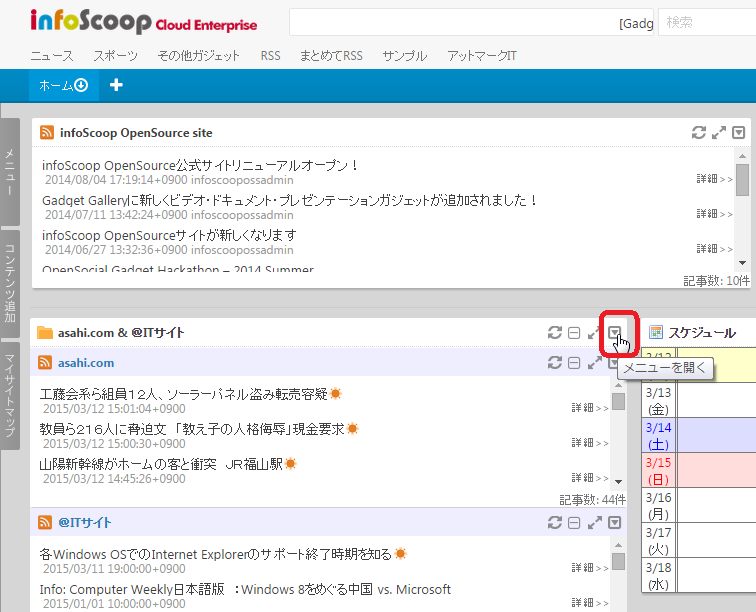 infoScoop Cloud Enterprise
[Gadg
検索
ニュース スポーツ その他ガジェット RSS まとめてRSS サンプル アットマークIT
ホーム
メニュー
コンテンツ追加
マイサイトマップ
infoScoop OpenSource site
infoScoop OpenSource公式サイトリニューアルオープン！
2014/08/04 17:19:14+0900 infoscoopossadmin 詳細>>
Gadget Galleryに新しくビデオ・ドキュメント・プレゼンテーションガジェットが追加されました！
2014/07/11 13:42:24+0900 infoscoopossadmin 詳細>>
infoScoop OpenSourceサイトが新しくなります
2014/06/27 13:32:36+0900 infoscoopossadmin 詳細>>
OpenSocial Gadget Hackathon – 2014 Summer
記事数: 10件
asahi.com & @ITサイト
asahi.com
工藤会系ら組員１２人、ソーラーパネル盗み転売容疑
2015/03/12 15:01:04+0900 詳細>>
教員ら２１６人に脅迫文　「教え子の人格侮辱」現金要求
2015/03/12 15:00:30+0900 詳細>>
山陽新幹線がホームの客と衝突　ＪＲ福山駅
2015/03/12 14:45:26+0900 詳細>>
記事数: 44件
@ITサイト
各Windows OSでのInternet Explorerのサポート終了時期を知る
2015/03/11 19:00:00+0900 詳細>>
Info: Computer Weekly日本語版　：Windows 8をめぐる中国 vs. Microsoft
2015/01/01 10:00:00+0900 詳細>>
スケジュール
メニューを開く
3/12
3/13
(金)
3/14
(土)
3/15
(日)
3/16
(月)
3/17
(火)
3/18
(水)